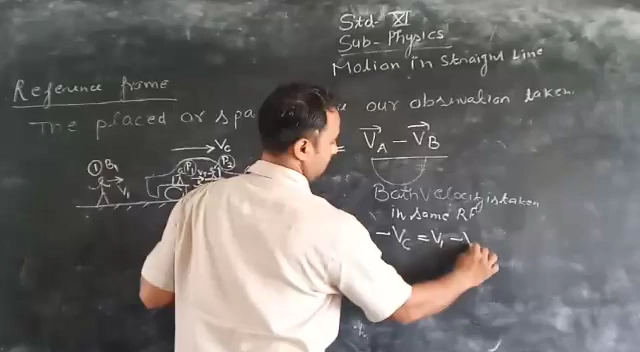 Std- XI
Sub- Physics
Motion in straight Line
Reference frame
The placed or spa our obsivation taken.
V_C
= V_A - V_B
① B₁
V₁
P₁
P₂
Both Velocity is taken
in same RF
-V_C = V₁ - V